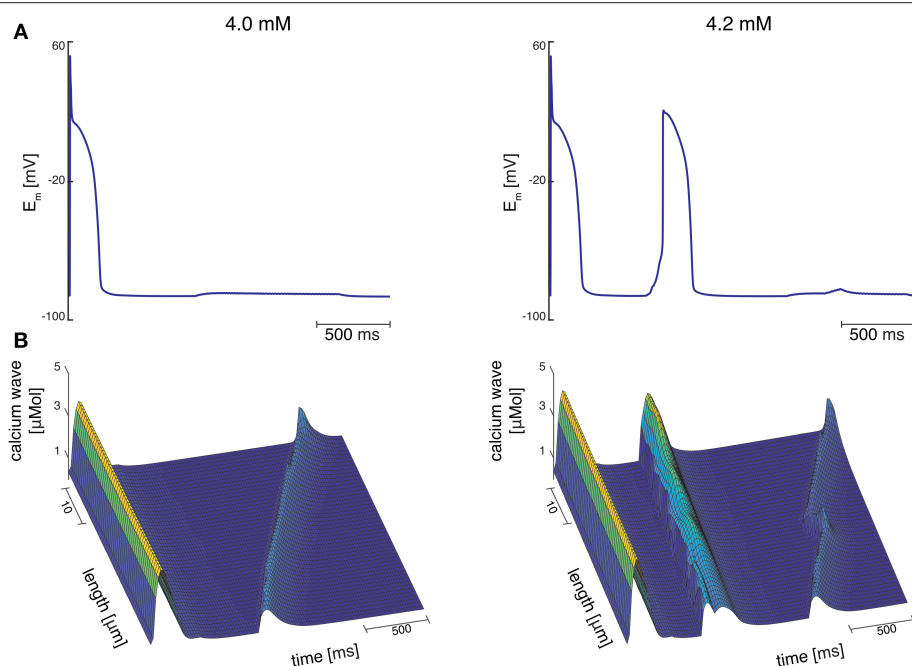 A
4.0 mM
4.2 mM
60
-20
-100
Em [mV]
500 ms
60
-20
-100
Em [mV]
500 ms
B
calcium wave
[µMol]
5
3
1
10
length [µm]
time [ms]
500
calcium wave
[µMol]
5
3
1
10
length [µm]
time [ms]
500